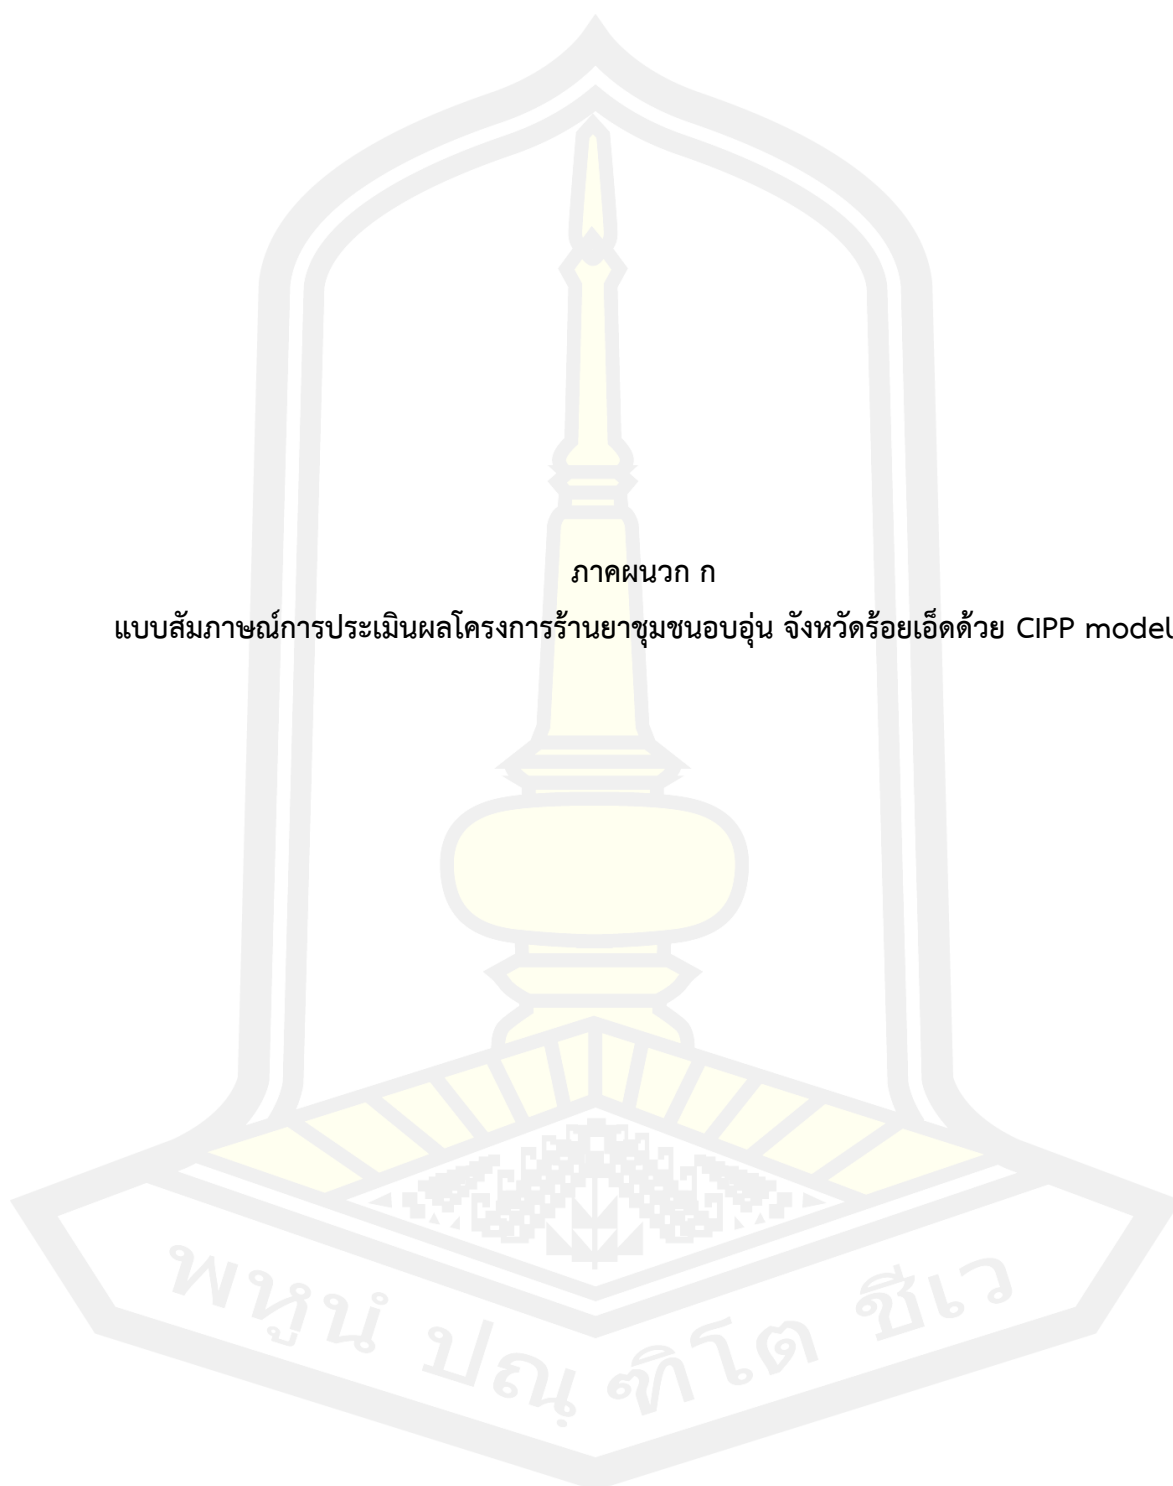 ภาคผนวก ก
แบบสัมภาษณ์การประเมินผลโครงการร้านยาชุมชนอบอุ่น จังหวัดร้อยเอ็ดด้วย CIPP model
พหูนํ ปณฺฑิโต ชีเว